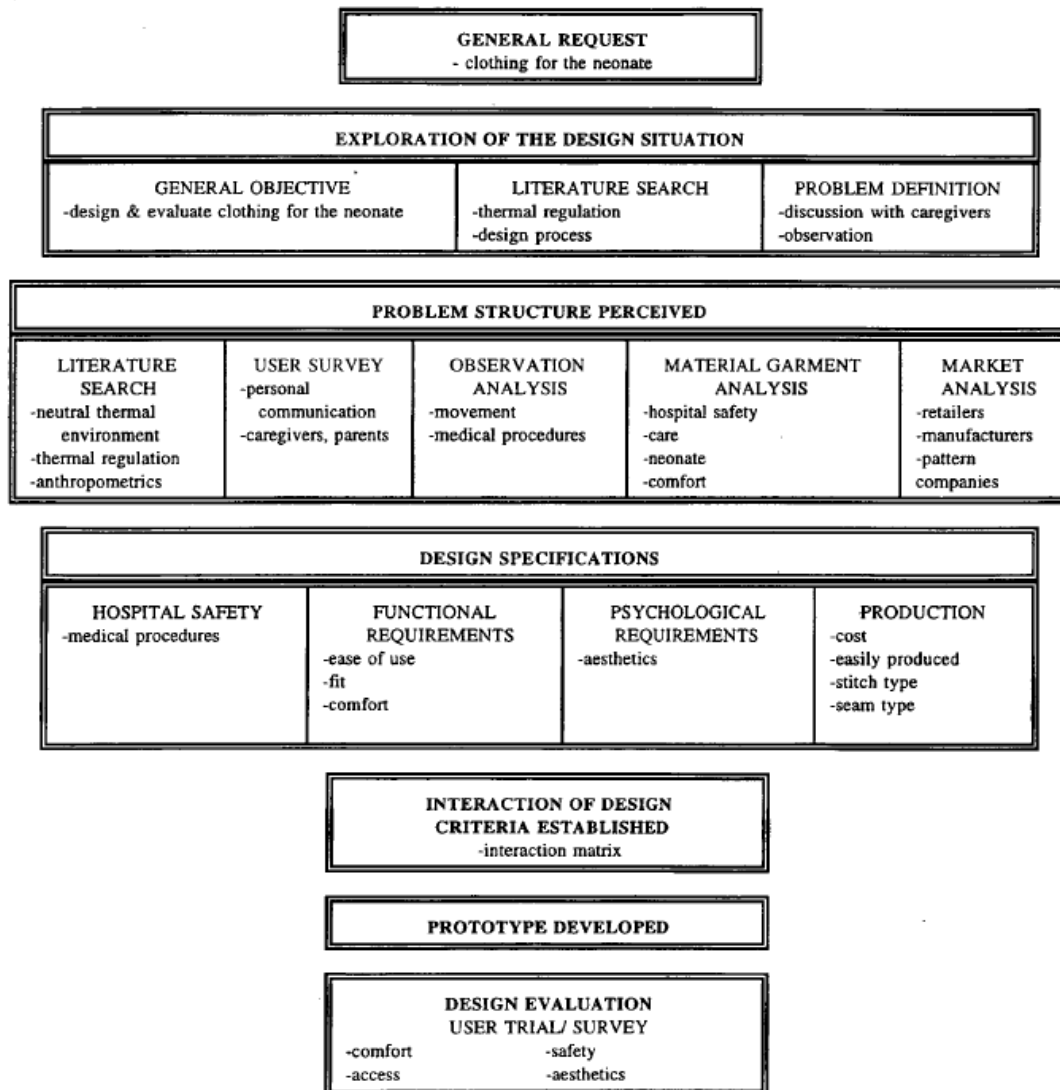 GENERAL REQUEST
- clothing for the neonate
EXPLORATION OF THE DESIGN SITUATION
GENERAL OBJECTIVE
-design & evaluate clothing for the neonate
LITERATURE SEARCH
-thermal regulation
-design process
PROBLEM DEFINITION
-discussion with caregivers
-observation
PROBLEM STRUCTURE PERCEIVED
LITERATURE
SEARCH
-neutral thermal
environment
-thermal regulation
-anthropometrics
USER SURVEY
-personal
communication
-caregivers, parents
OBSERVATION
ANALYSIS
-movement
-medical procedures
MATERIAL GARMENT
ANALYSIS
-hospital safety
-care
-neonate
-comfort
MARKET
ANALYSIS
-retailers
-manufacturers
-pattern
companies
DESIGN SPECIFICATIONS
HOSPITAL SAFETY
-medical procedures
FUNCTIONAL
REQUIREMENTS
-ease of use
-fit
-comfort
PSYCHOLOGICAL
REQUIREMENTS
-aesthetics
PRODUCTION
-cost
-easily produced
-stitch type
-seam type
INTERACTION OF DESIGN
CRITERIA ESTABLISHED
-interaction matrix
PROTOTYPE DEVELOPED
DESIGN EVALUATION
USER TRIAL/ SURVEY
-comfort -safety
-access -aesthetics